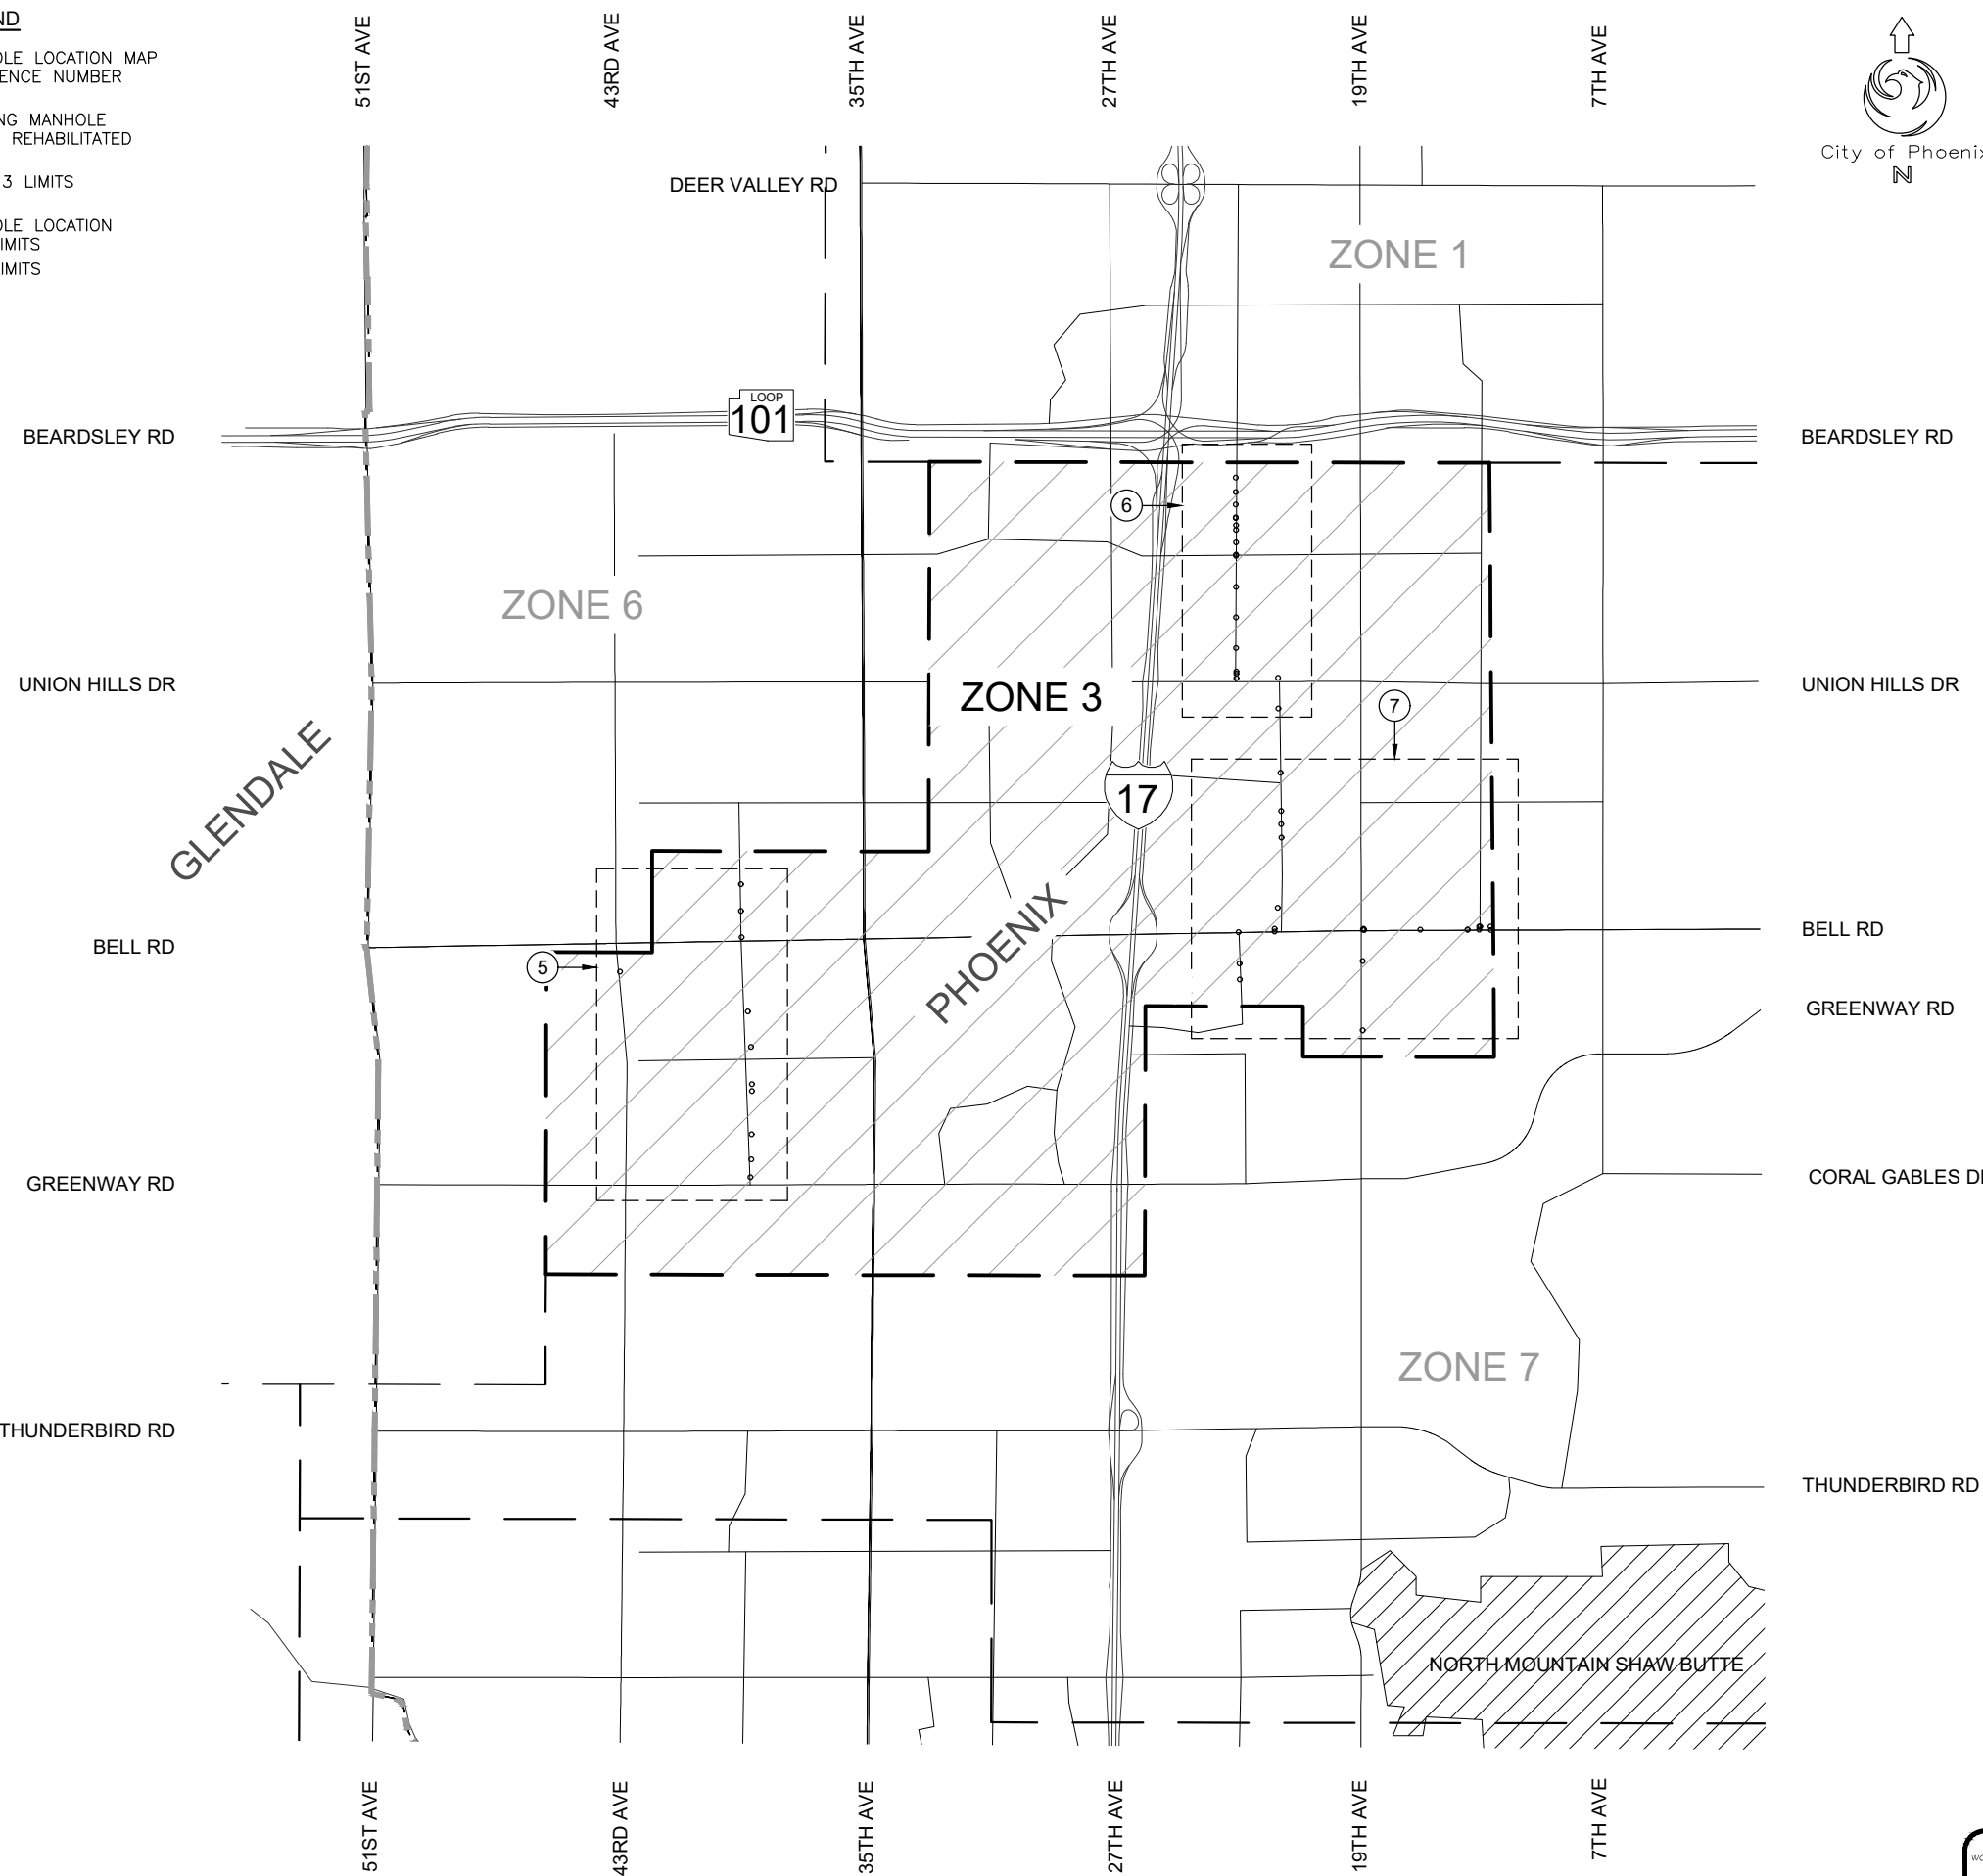 51ST AVE
43RD AVE
35TH AVE
27TH AVE
19TH AVE
7TH AVE
ND
OLE LOCATION MAP
ENCE NUMBER
NG MANHOLE
REHABILITATED
3 LIMITS
OLE LOCATION
IMITS
IMITS
City of Phoenix
N
DEER VALLEY RD
ZONE 1
LOOP
101
BEARDSLEY RD
BEARDSLEY RD
6
ZONE 6
UNION HILLS DR
ZONE 3
UNION HILLS DR
7
GLENDALE
17
PHOENIX
BELL RD
BELL RD
5
GREENWAY RD
GREENWAY RD
CORAL GABLES D
ZONE 7
THUNDERBIRD RD
THUNDERBIRD RD
NORTH MOUNTAIN SHAW BUTTE
51ST AVE
43RD AVE
35TH AVE
27TH AVE
19TH AVE
7TH AVE